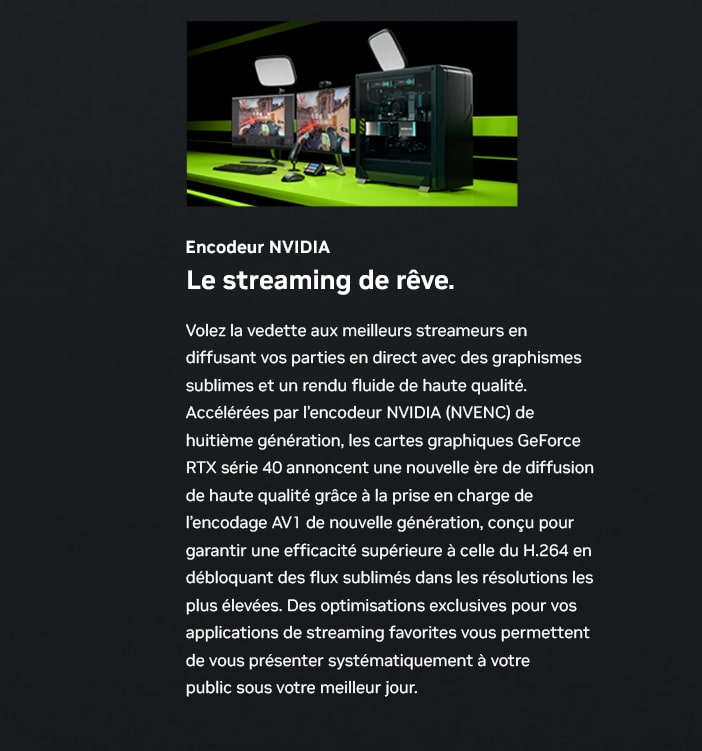 Encodeur NVIDIA
Le streaming de rêve.
Volez la vedette aux meilleurs streameurs en
diffusant vos parties en direct avec des graphismes
sublimes et un rendu fluide de haute qualité.
Accélérées par l'encodeur NVIDIA (NVENC) de
huitième génération, les cartes graphiques GeForce
RTX série 40 annoncent une nouvelle ère de diffusion
de haute qualité grâce à la prise en charge de
l'encodage AV1 de nouvelle génération, conçu pour
garantir une efficacité supérieure à celle du H.264 en
débloquant des flux sublimés dans les résolutions les
plus élevées. Des optimisations exclusives pour vos
applications de streaming favorites vous permettent
de vous présenter systématiquement à votre
public sous votre meilleur jour.